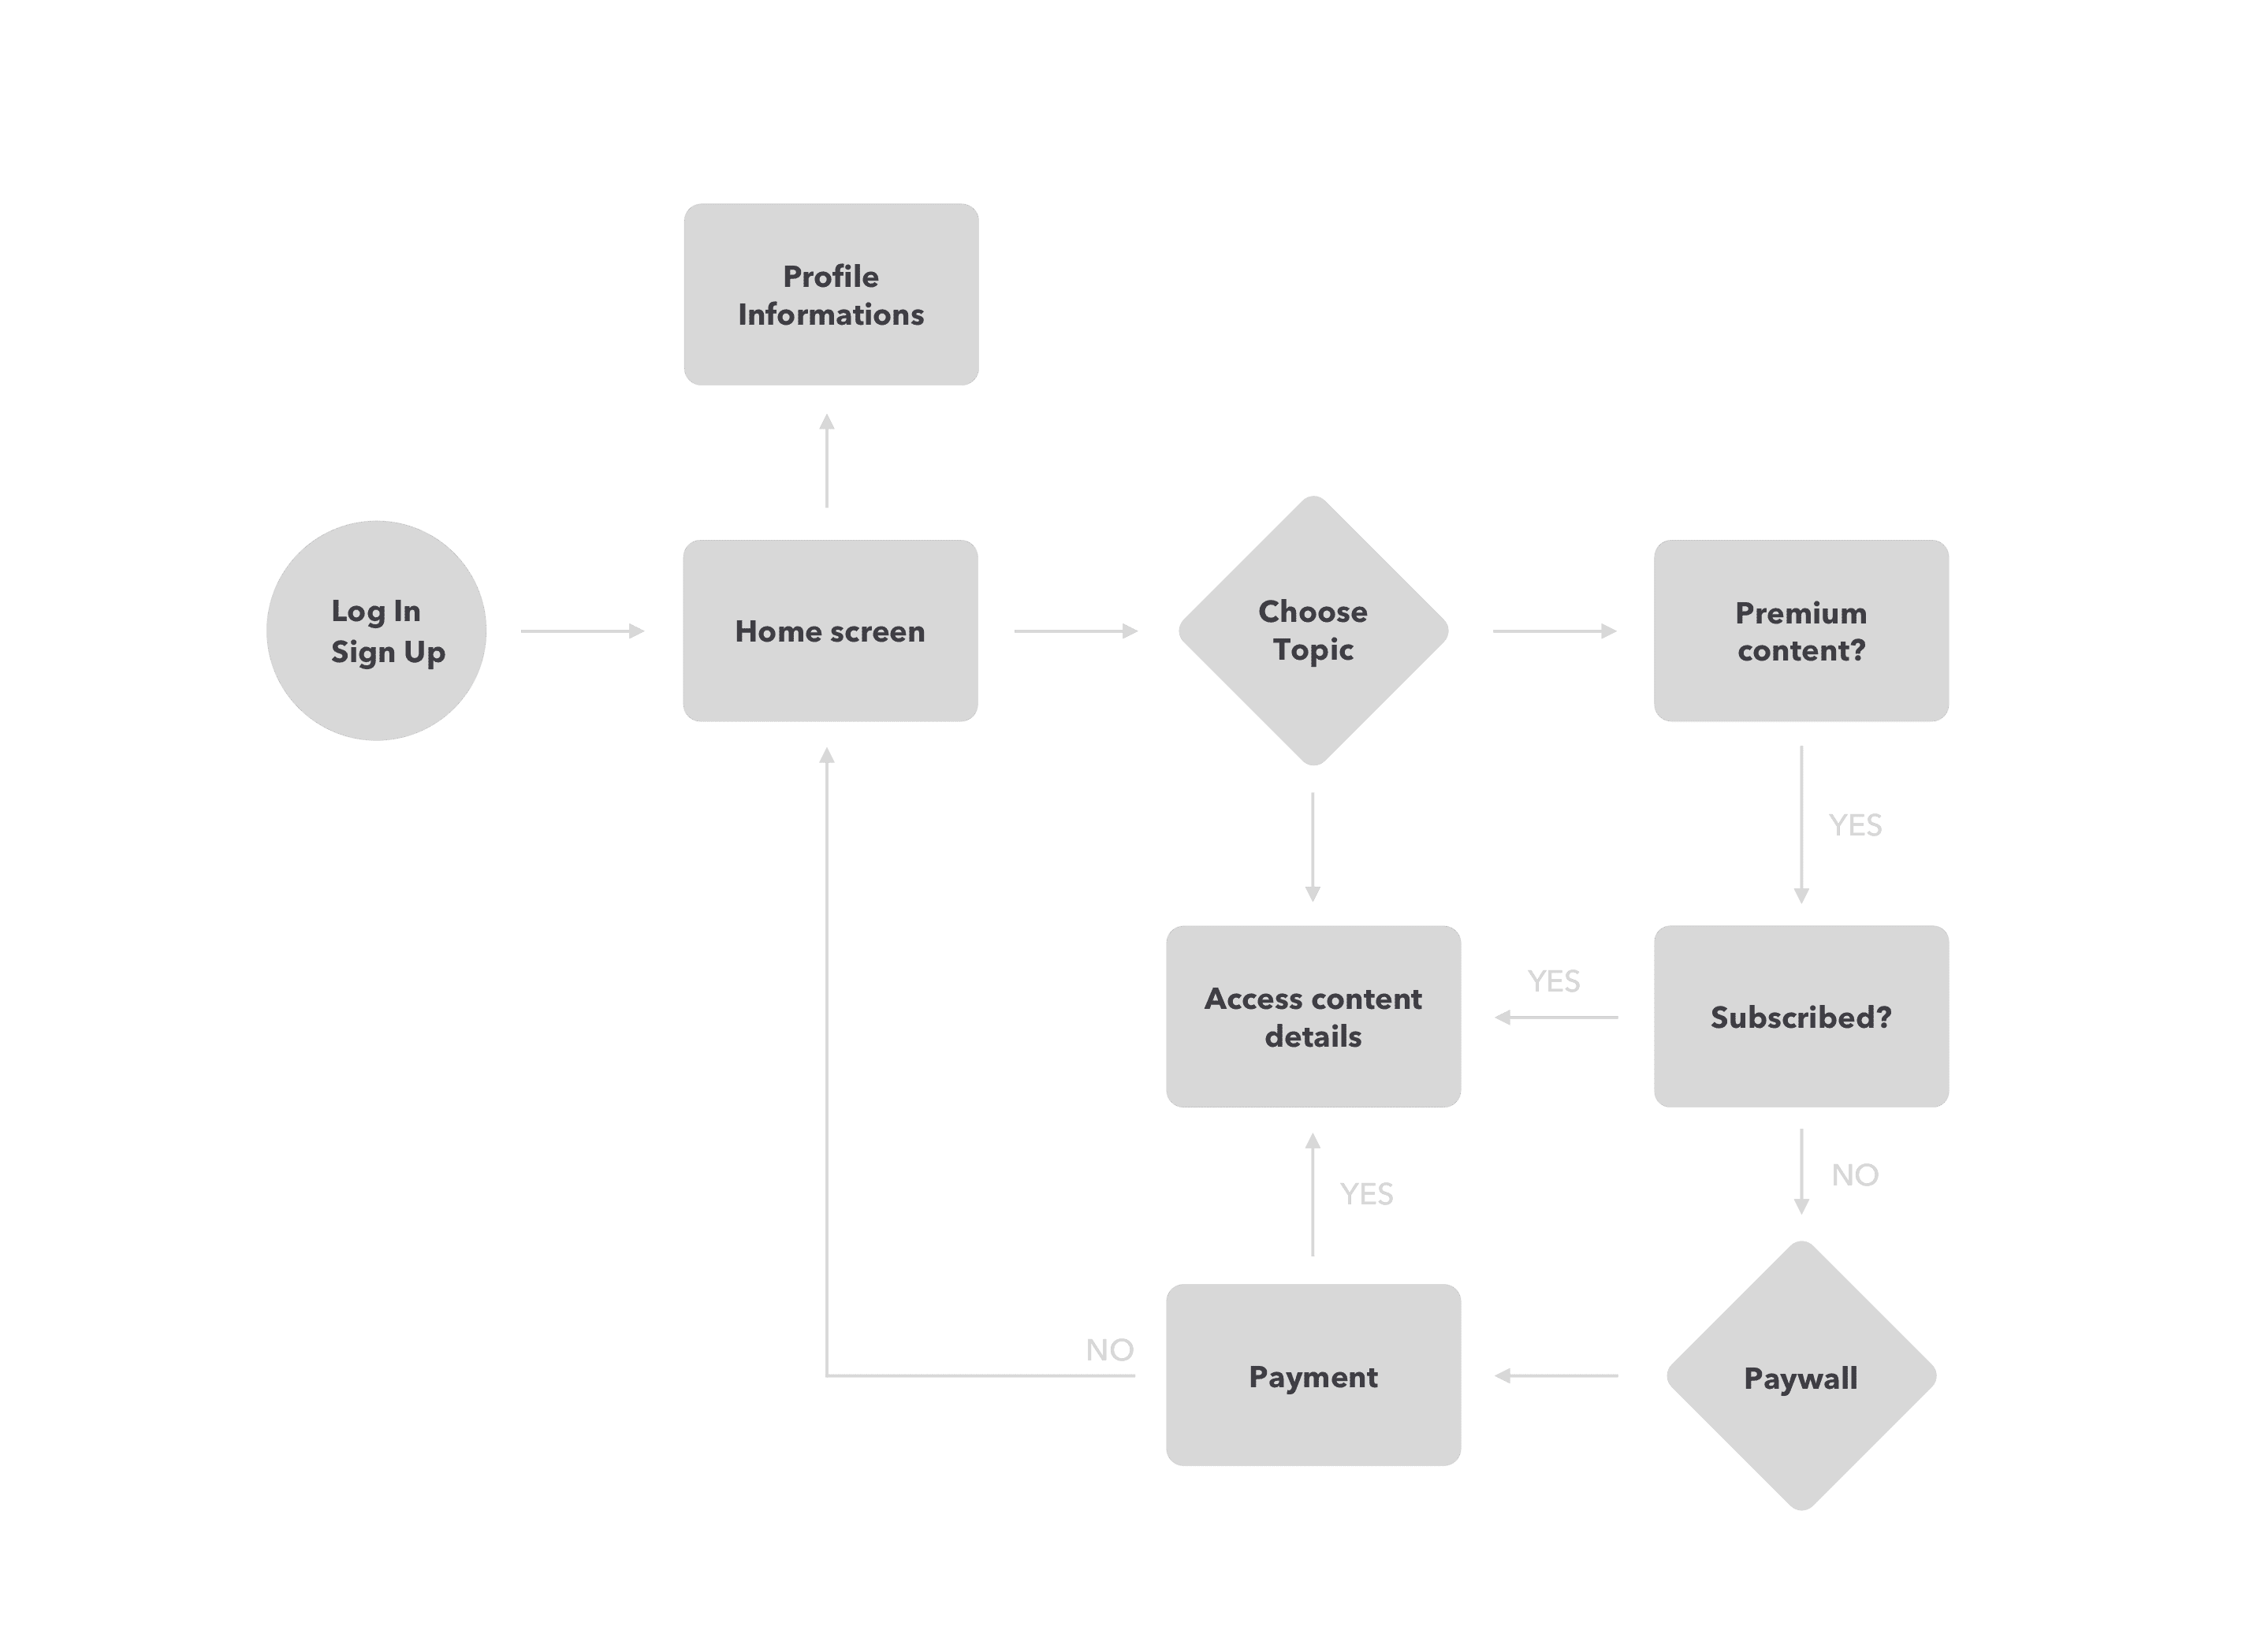 Profile
Informations
Log In
Sign Up
Home screen
Choose
Topic
Premium
content?
YES
Access content
details
YES
Subscribed?
YES
NO
NO
Payment
Paywall